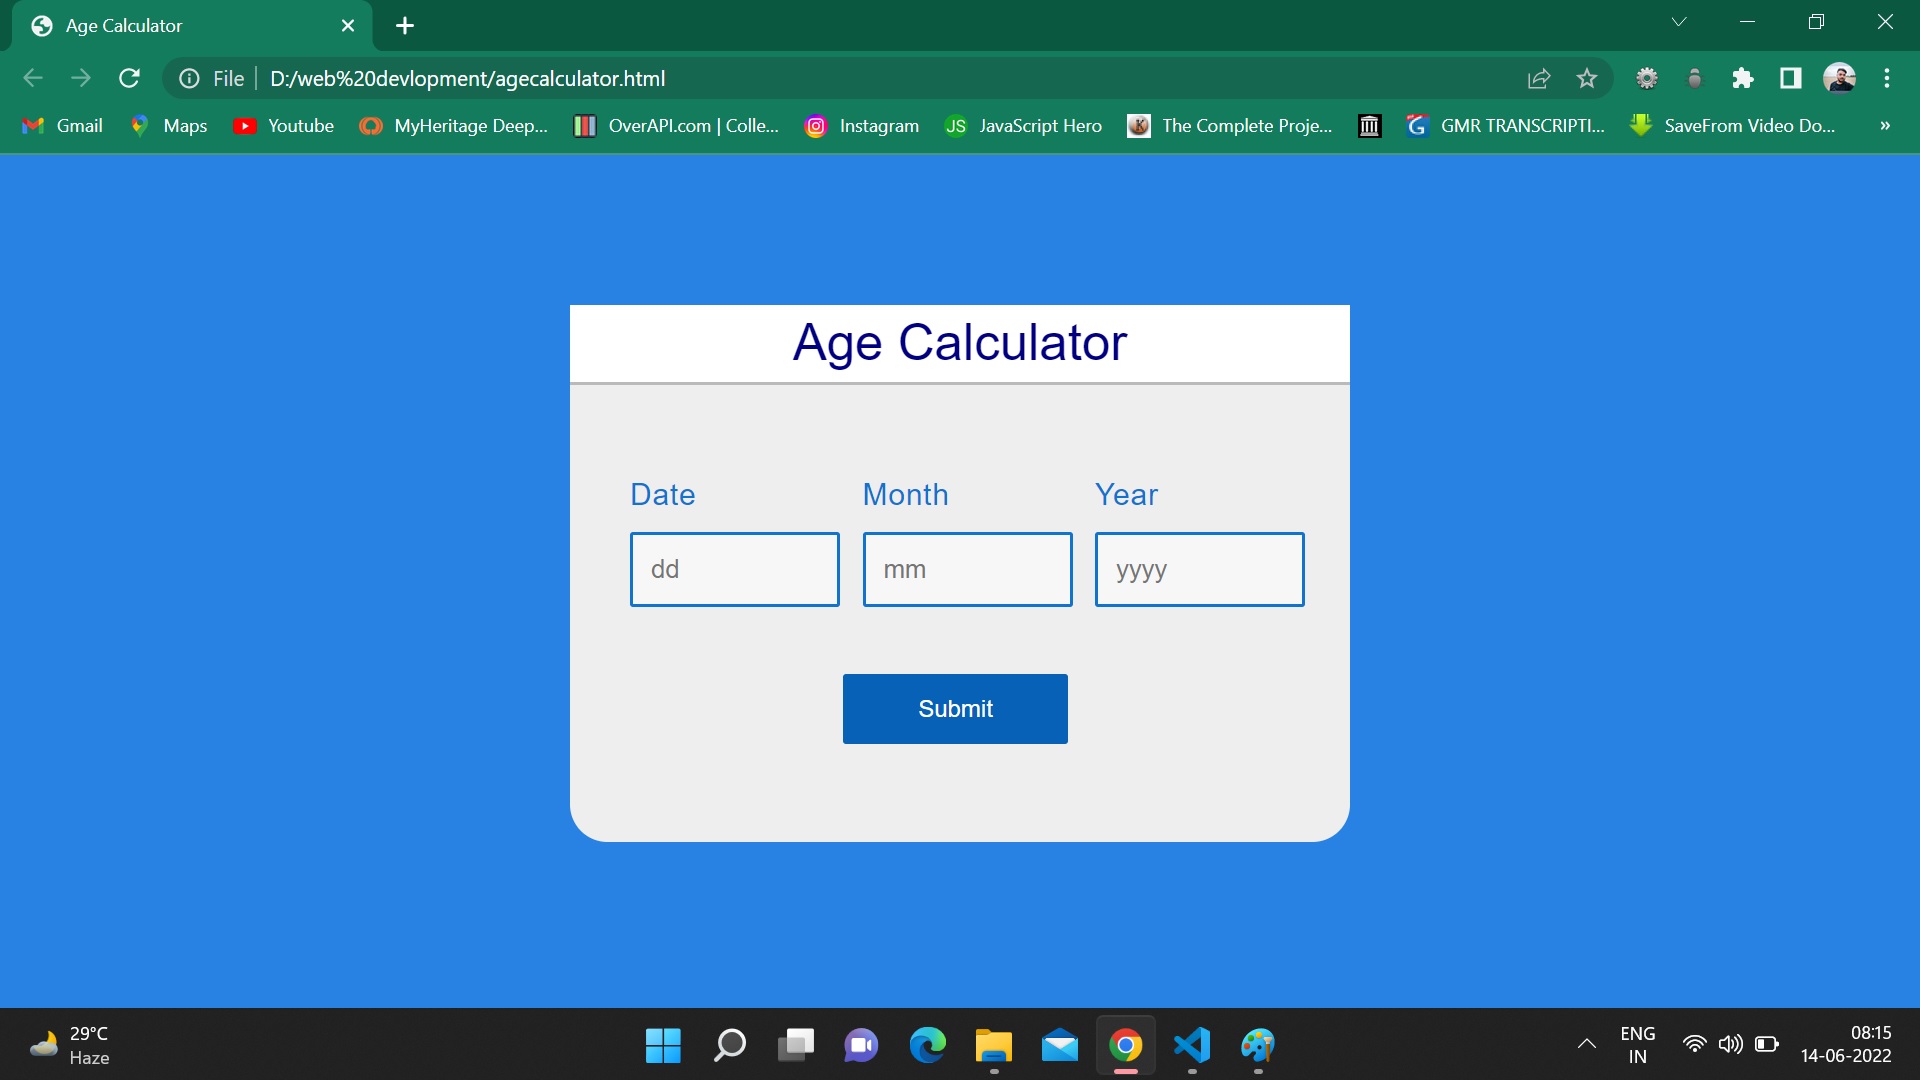 Age Calculator
File D:/web%20devlopment/agecalculator.html
Gmail Maps Youtube MyHeritage Deep... OverAPI.com | Colle... Instagram JS JavaScript Hero The Complete Proje... GMR TRANSCRIPTI... SaveFrom Video Do... »
Age Calculator
Date Month Year
dd mm yyyy
Submit
29°C
Haze
ENG
IN
08:15
14-06-2022